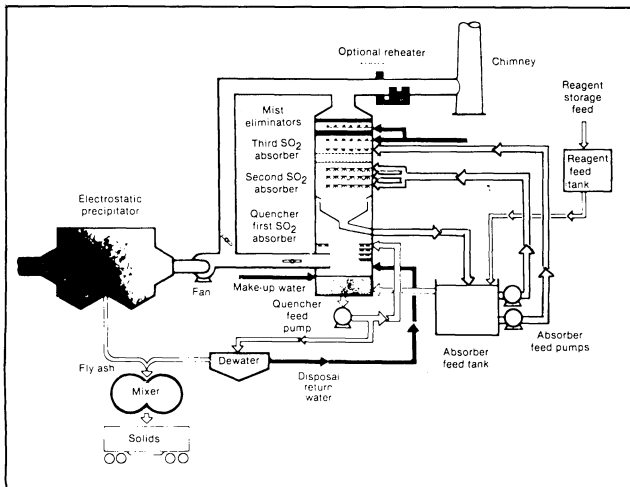 Optional reheater
Chimney
Reagent
storage
feed
Mist
eliminators
Third SO2
absorber
Reagent
feed
tank
Second SO2
absorber
Electrostatic
precipitator
Quencher
first SO2
absorber
Fan
Make-up water
Quencher
feed
pump
Absorber
feed pumps
Absorber
feed tank
Dewater
Disposal
return
water
Fly ash
Mixer
Solids